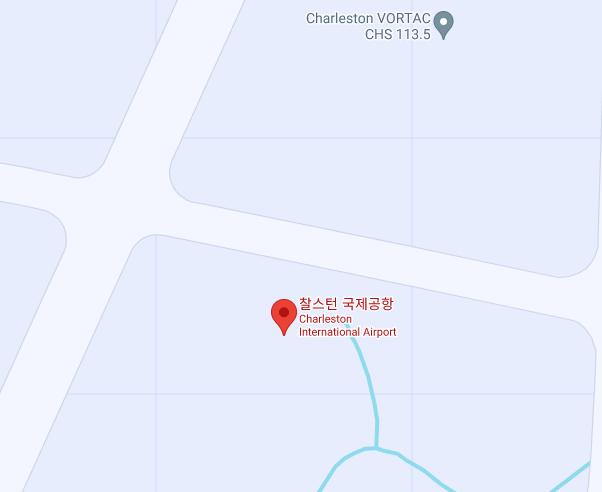 Charleston VORTAC
CHS 113.5
찰스턴 국제공항
Charleston
International Airport